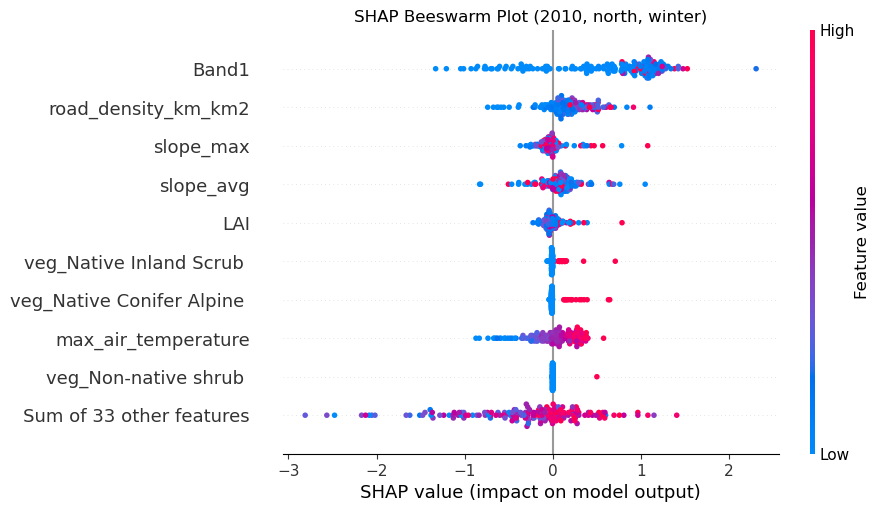 SHAP Beeswarm Plot (2010, north, winter)
High
Band1
road_density_km_km2
slope_max
slope_avg
LAI
veg_Native Inland Scrub
veg_Native Conifer Alpine
max_air_temperature
veg_Non-native shrub
Sum of 33 other features
Feature value
Low
−3 −2 −1 0 1 2
SHAP value (impact on model output)